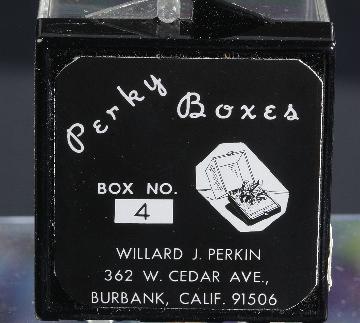 Perky Boxes
BOX NO.
4
WILLARD J. PERKIN
362 W. CEDAR AVE.,
BURBANK, CALIF. 91506